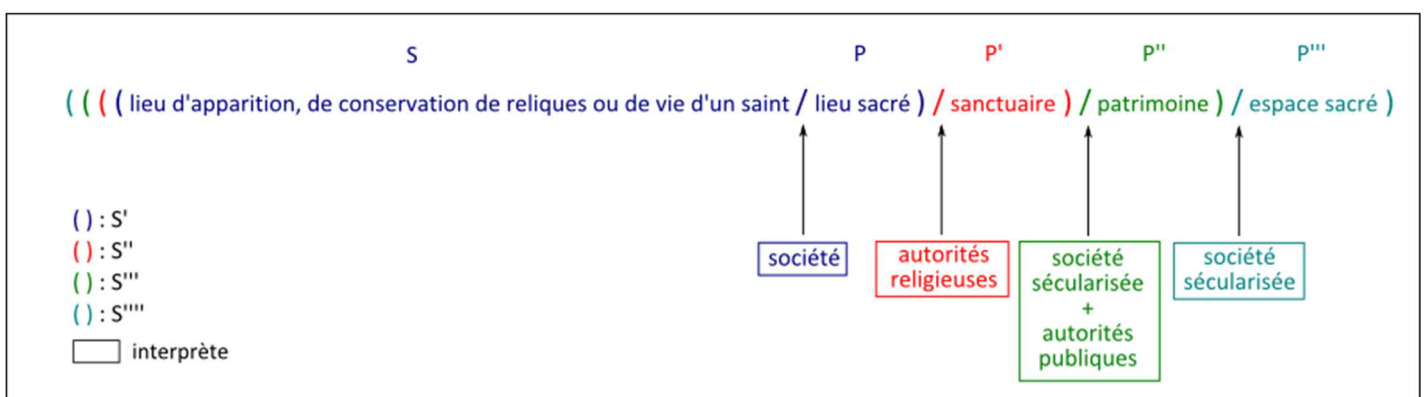 S P P' P'' P'''
( ( ( ( lieu d'apparition, de conservation de reliques ou de vie d'un saint / lieu sacré ) / sanctuaire ) / patrimoine ) / espace sacré )
( ) : S'
( ) : S''
( ) : S'''
( ) : S''''
interprète
société
autorités
religieuses
société
sécularisée
+
autorités
publiques
société
sécularisée